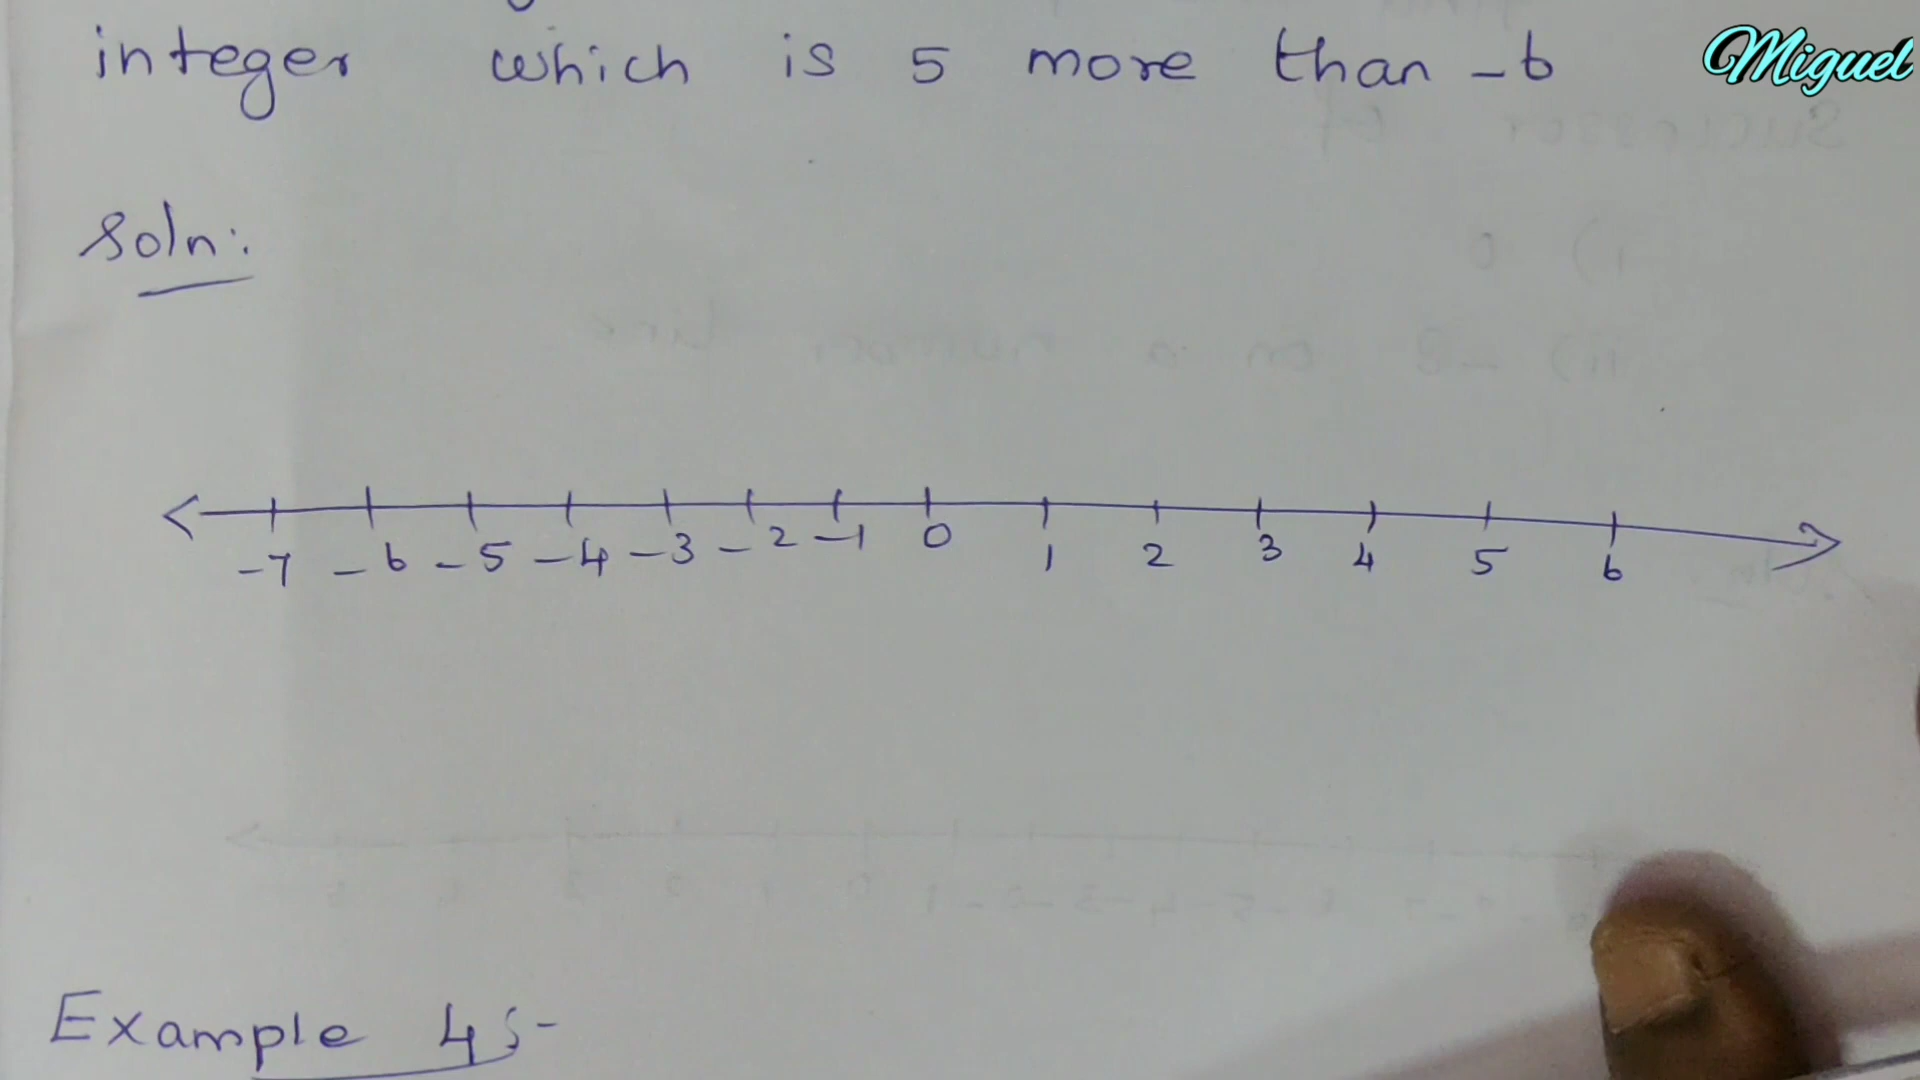 integer which is 5 more than -6
Miguel
Soln:
-7 -6 -5 -4 -3 -2 -1 0 1 2 3 4 5 6
Example 4:-